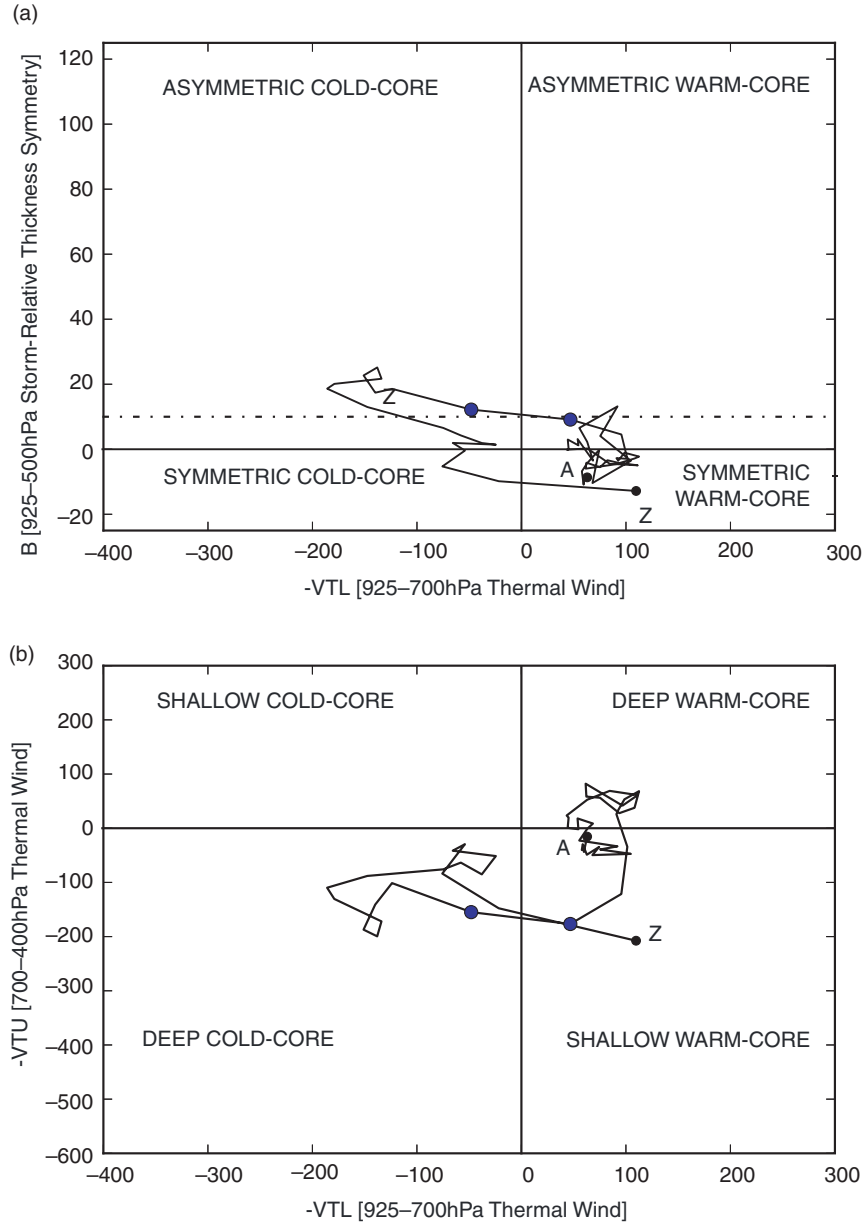 (a)
120
100
80
60
40
20
0
−20
B [925–500hPa Storm-Relative Thickness Symmetry]
ASYMMETRIC COLD-CORE
ASYMMETRIC WARM-CORE
Z
A
SYMMETRIC COLD-CORE
SYMMETRIC
WARM-CORE
Z
−400 −300 −200 −100 0 100 200 300
-VTL [925–700hPa Thermal Wind]
(b)
300
200
100
0
−100
−200
−300
−400
−500
−600
-VTU [700–400hPa Thermal Wind]
SHALLOW COLD-CORE
DEEP WARM-CORE
A
Z
DEEP COLD-CORE
SHALLOW WARM-CORE
−400 −300 −200 −100 0 100 200 300
-VTL [925–700hPa Thermal Wind]